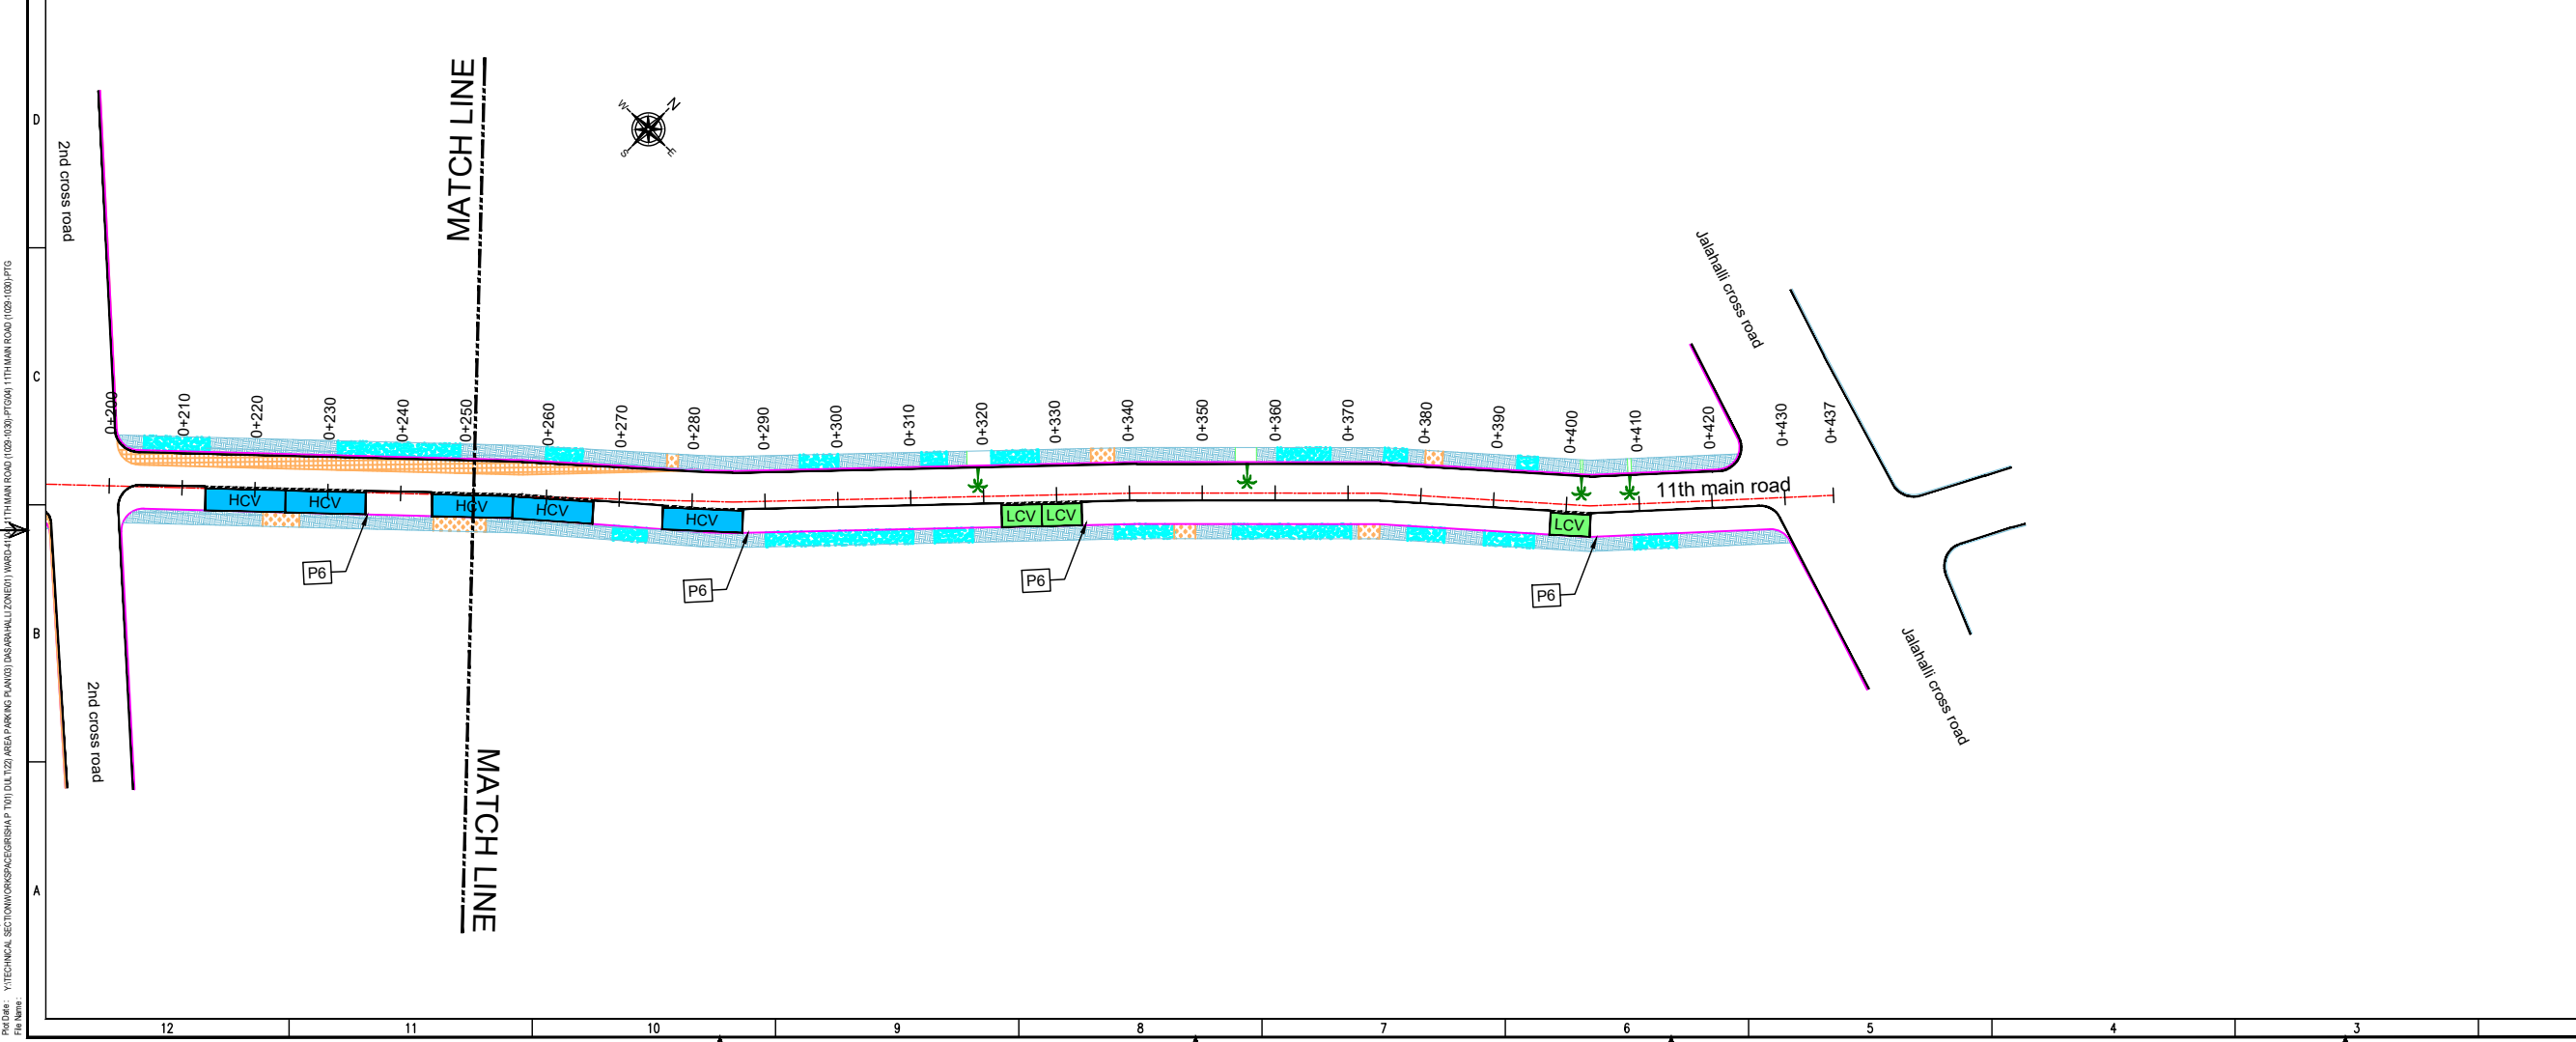 MATCH LINE
W
N
S
E
2nd cross road
Jalahalli cross road
D
C
B
A
0+200
0+210
0+220
0+230
0+240
0+250
0+260
0+270
0+280
0+290
0+300
0+310
0+320
0+330
0+340
0+350
0+360
0+370
0+380
0+390
0+400
0+410
0+420
0+430
0+437
11th main road
HCV
HCV
HCV
HCV
HCV
LCV
LCV
LCV
P6
P6
P6
P6
2nd cross road
MATCH LINE
Jalahalli cross road
12
11
10
9
8
7
6
5
4
3
Plot Date :
File Name :